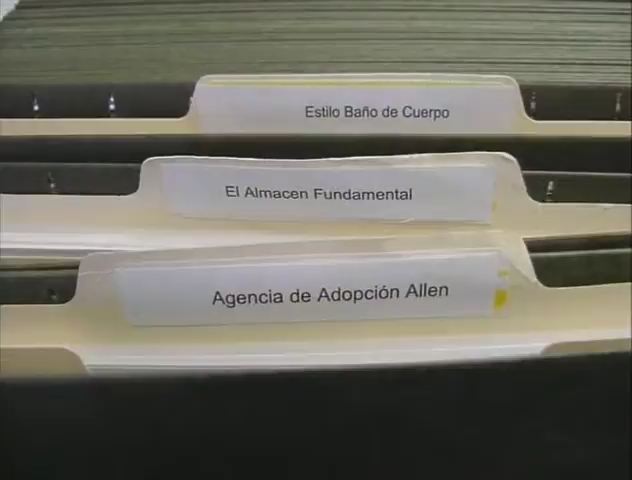 Estilo Baño de Cuerpo
El Almacen Fundamental
Agencia de Adopción Allen